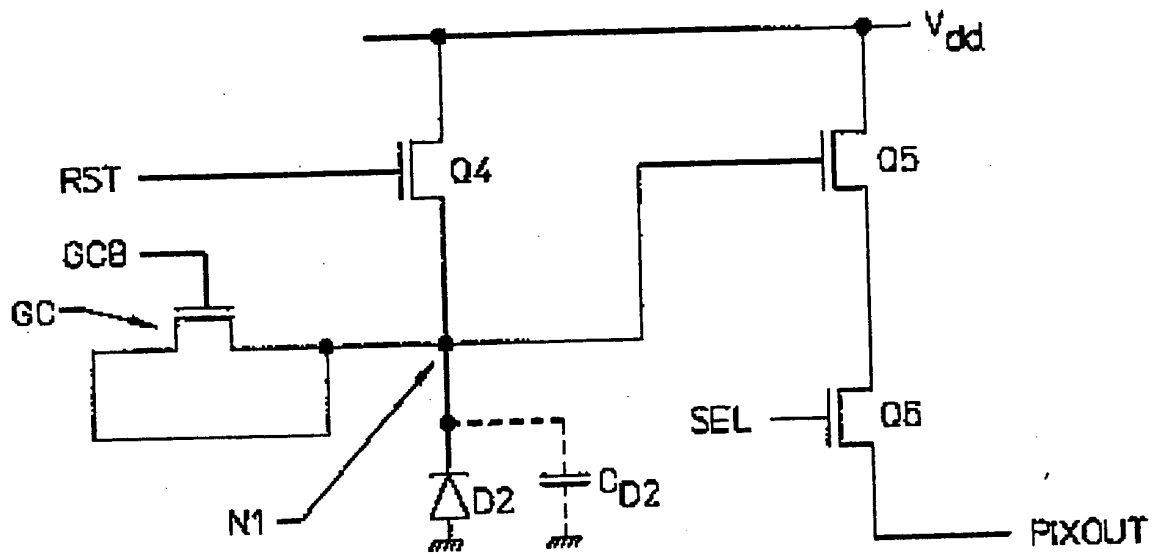 Vdd
RST
Q4
Q5
GCB
GC
SEL
Q6
N1
D2
CD2
PIXOUT